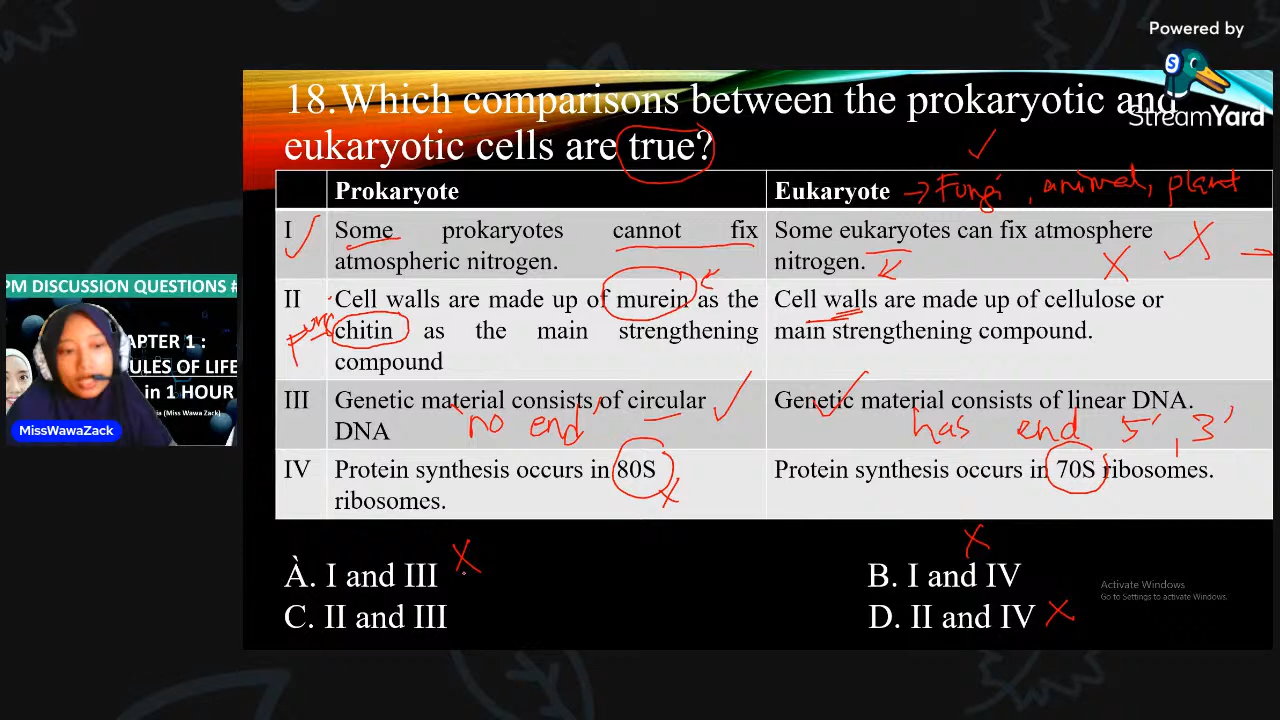 Powered by
StreamYard
18.Which comparisons between the prokaryotic and
eukaryotic cells are true?
Prokaryote
Eukaryote → Fungi, animal, plant
I
Some prokaryotes cannot fix
atmospheric nitrogen.
Some eukaryotes can fix atmosphere
nitrogen.
II
Cell walls are made up of murein as the
chitin as the main strengthening
compound
Cell walls are made up of cellulose or
main strengthening compound.
III
Genetic material consists of circular
DNA
"no end"
Genetic material consists of linear DNA.
has end 5', 3'
IV
Protein synthesis occurs in 80S
ribosomes.
Protein synthesis occurs in 70S ribosomes.
À. I and III
B. I and IV
C. II and III
D. II and IV
Activate Windows
Go to Settings to activate Windows.
PM DISCUSSION QUESTIONS #
APTER 1 :
ULES OF LIFE
in 1 HOUR
(Miss Wawa Zack)
MissWawaZack